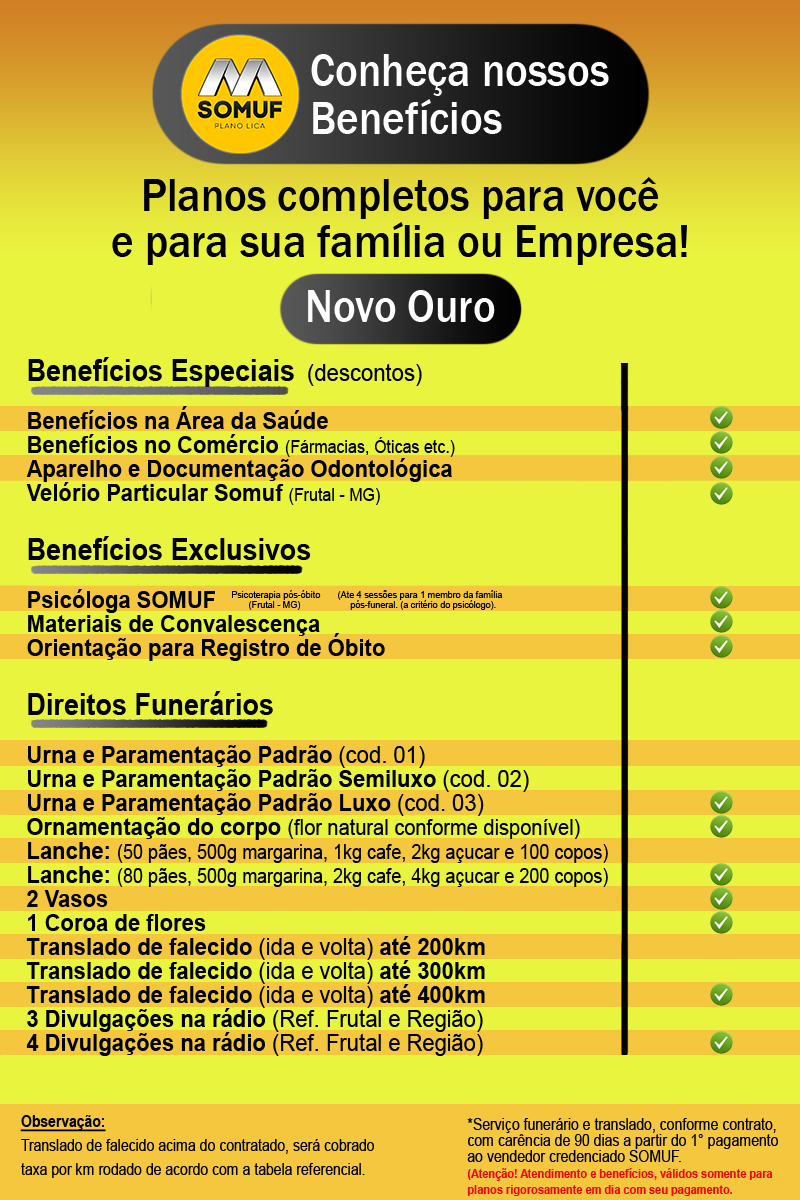 SOMUF
PLANO LICA
Conheça nossos
Benefícios
Planos completos para você
e para sua família ou Empresa!
Novo Ouro
Benefícios Especiais (descontos)
Benefícios na Área da Saúde
Benefícios no Comércio (Fármacias, Óticas etc.)
Aparelho e Documentação Odontológica
Velório Particular Somuf (Frutal - MG)
Benefícios Exclusivos
Psicóloga SOMUF Psicoterapia pós-óbito (Ate 4 sessões para 1 membro da família
(Frutal - MG) pós-funeral. (a critério do psicólogo).
Materiais de Convalescença
Orientação para Registro de Óbito
Direitos Funerários
Urna e Paramentação Padrão (cod. 01)
Urna e Paramentação Padrão Semiluxo (cod. 02)
Urna e Paramentação Padrão Luxo (cod. 03)
Ornamentação do corpo (flor natural conforme disponível)
Lanche: (50 pães, 500g margarina, 1kg cafe, 2kg açucar e 100 copos)
Lanche: (80 pães, 500g margarina, 2kg cafe, 4kg açucar e 200 copos)
2 Vasos
1 Coroa de flores
Translado de falecido (ida e volta) até 200km
Translado de falecido (ida e volta) até 300km
Translado de falecido (ida e volta) até 400km
3 Divulgações na rádio (Ref. Frutal e Região)
4 Divulgações na rádio (Ref. Frutal e Região)
Observação:
Translado de falecido acima do contratado, será cobrado
taxa por km rodado de acordo com a tabela referencial.
*Serviço funerário e translado, conforme contrato,
com carência de 90 dias a partir do 1° pagamento
ao vendedor credenciado SOMUF.
(Atenção! Atendimento e benefícios, válidos somente para
planos rigorosamente em dia com seu pagamento.